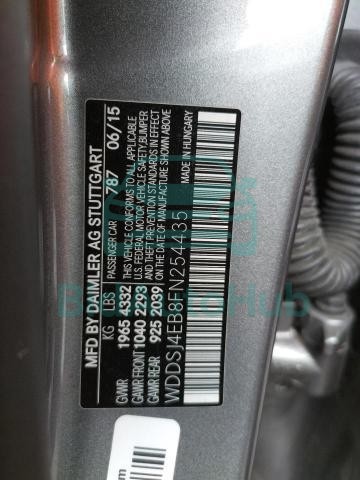 MFD BY DAIMLER AG STUTTGART
PASSENGER CAR 787 06/15
KG LBS
GVWR 1965 4332
GAWR FRONT 1040 2293
GAWR REAR 925 2039
THIS VEHICLE CONFORMS TO ALL APPLICABLE
U.S. FEDERAL MOTOR VEHICLE SAFETY, BUMPER
AND THEFT PREVENTION STANDARDS IN EFFECT
ON THE DATE OF MANUFACTURE SHOWN ABOVE
MADE IN HUNGARY
WDDSJ4EB8FN254435